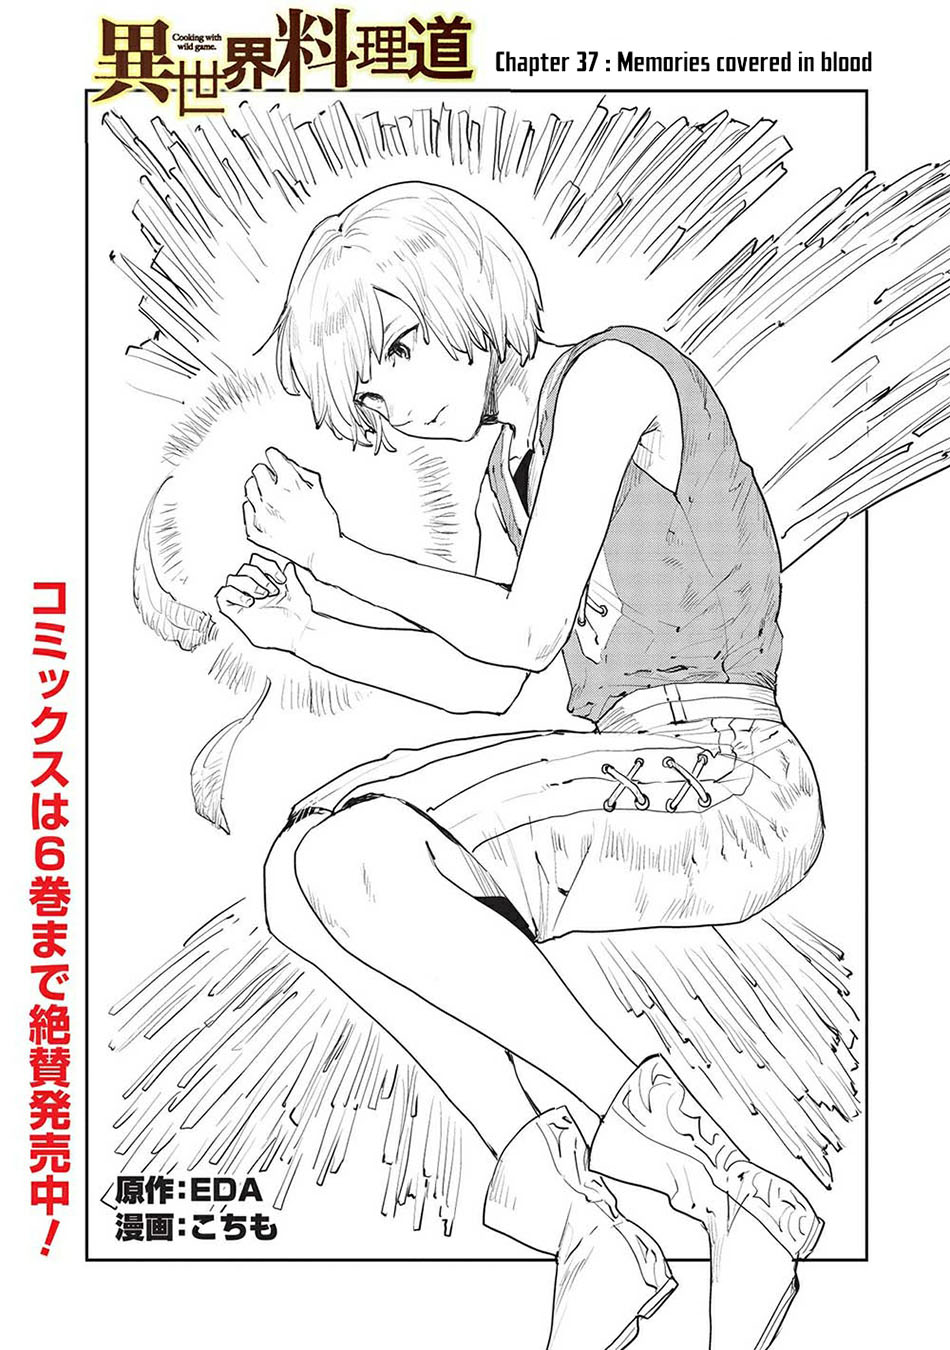 Cooking with
wild game.
異世界料理道
Chapter 37 : Memories covered in blood
コミックスは6巻まで絶賛発売中!
原作:EDA
漫画:こちも